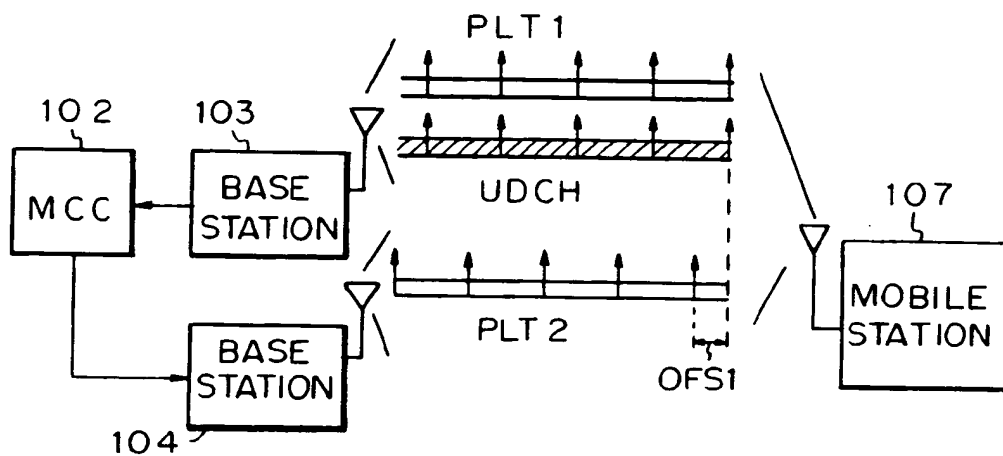 PLT1
102
103
MCC
BASE
STATION
UDCH
107
MOBILE
STATION
BASE
STATION
PLT2
OFS1
104